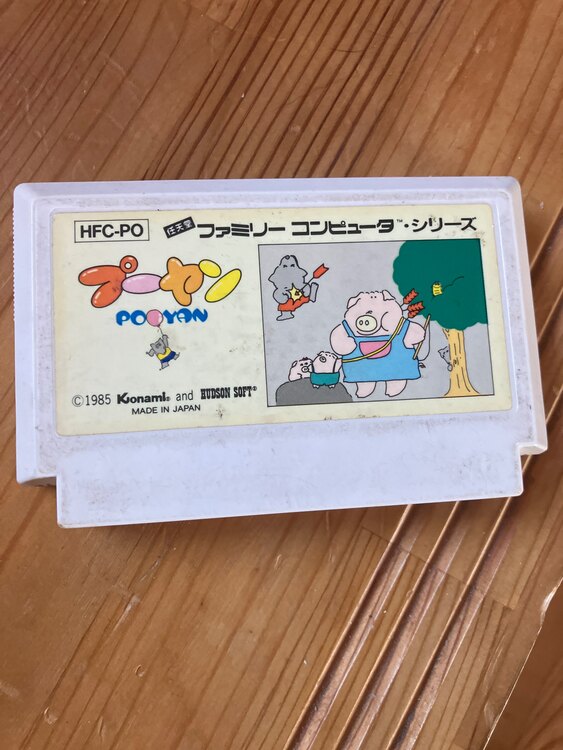 HFC-PO
任天堂 ファミリー コンピュータ™・シリーズ
プーヤン
POOYAN
©1985 Konami® and HUDSON SOFT®
MADE IN JAPAN